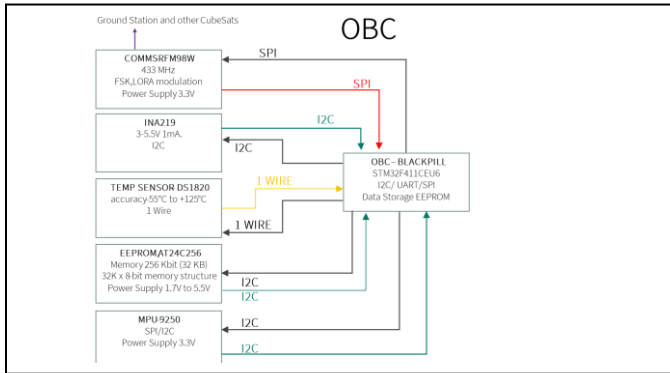 Ground Station and other CubeSats
OBC
COMMSRFM98W
433 MHz
FSK,LORA modulation
Power Supply 3.3V
SPI
SPI
INA219
3-5.5V 1mA.
I2C
I2C
I2C
OBC-BLACKPILL
STM32F411CEU6
I2C/ UART/SPI
Data Storage EEPROM
TEMP SENSOR DS1820
accuracy-55°C to +125°C
1 Wire
1 WIRE
1 WIRE
EEPROM,AT24C256
Memory 256 Kbit (32 KB)
32K x 8-bit memory structure
Power Supply 1.7V to 5.5V
I2C
I2C
MPU-9250
SPI/I2C
Power Supply 3.3V
I2C
I2C